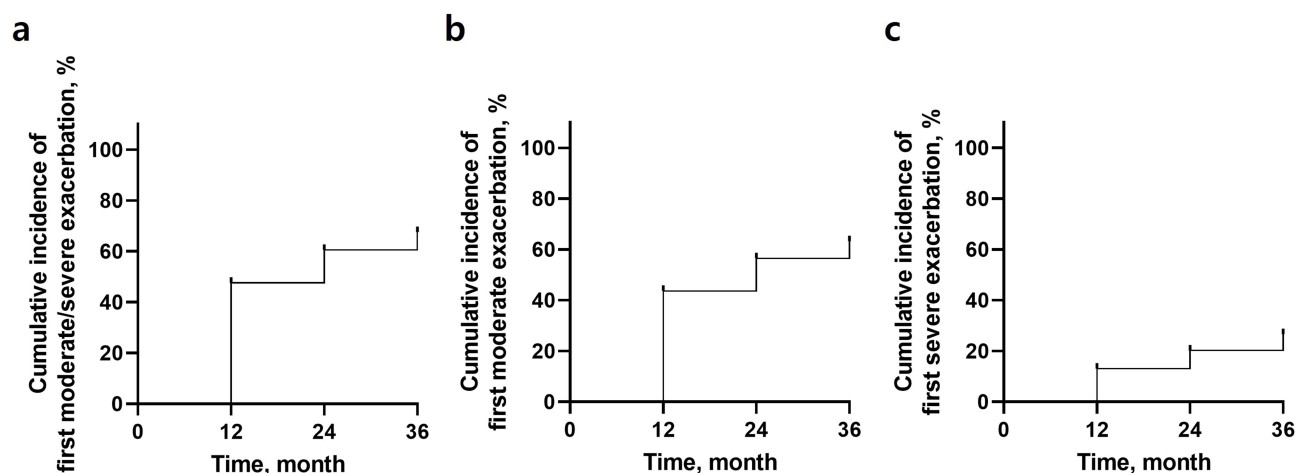 a
Cumulative incidence of
first moderate/severe exacerbation, %
100
80
60
40
20
0
0 12 24 36
Time, month
b
Cumulative incidence of
first moderate exacerbation, %
100
80
60
40
20
0
0 12 24 36
Time, month
c
Cumulative incidence of
first severe exacerbation, %
100
80
60
40
20
0
0 12 24 36
Time, month